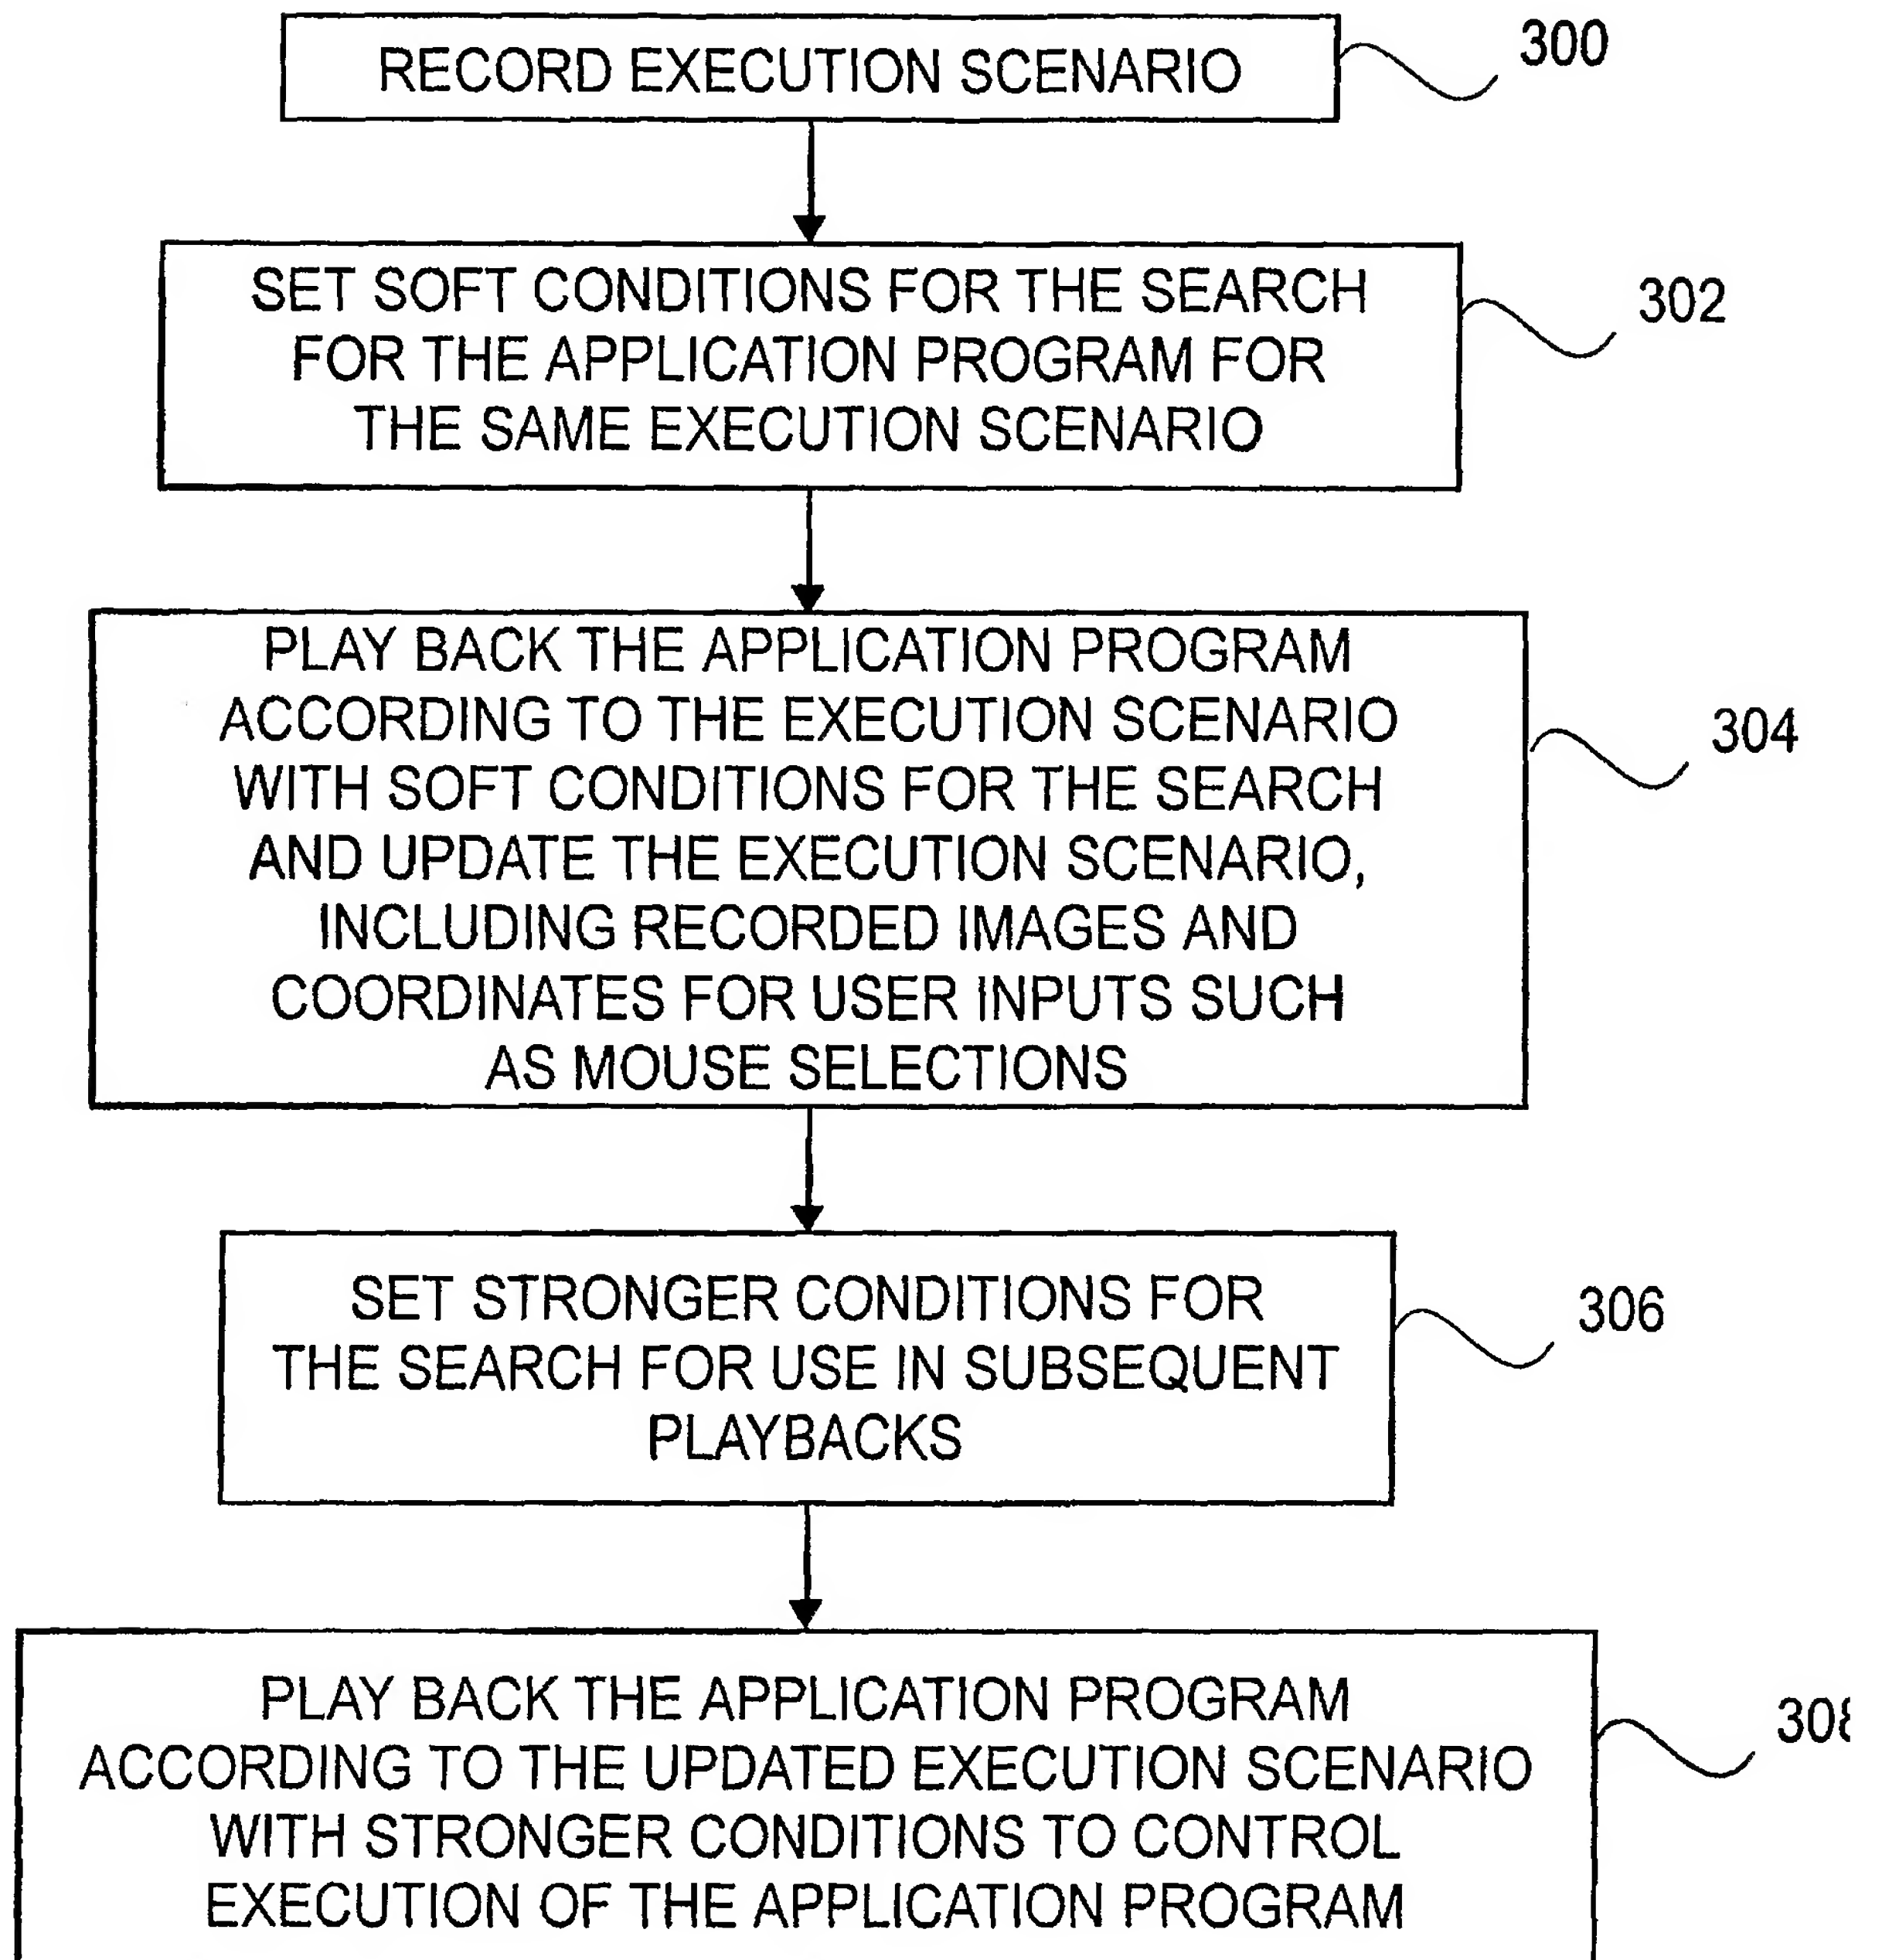 RECORD EXECUTION SCENARIO
300
SET SOFT CONDITIONS FOR THE SEARCH
FOR THE APPLICATION PROGRAM FOR
THE SAME EXECUTION SCENARIO
302
PLAY BACK THE APPLICATION PROGRAM
ACCORDING TO THE EXECUTION SCENARIO
WITH SOFT CONDITIONS FOR THE SEARCH
AND UPDATE THE EXECUTION SCENARIO,
INCLUDING RECORDED IMAGES AND
COORDINATES FOR USER INPUTS SUCH
AS MOUSE SELECTIONS
304
SET STRONGER CONDITIONS FOR
THE SEARCH FOR USE IN SUBSEQUENT
PLAYBACKS
306
PLAY BACK THE APPLICATION PROGRAM
ACCORDING TO THE UPDATED EXECUTION SCENARIO
WITH STRONGER CONDITIONS TO CONTROL
EXECUTION OF THE APPLICATION PROGRAM
308